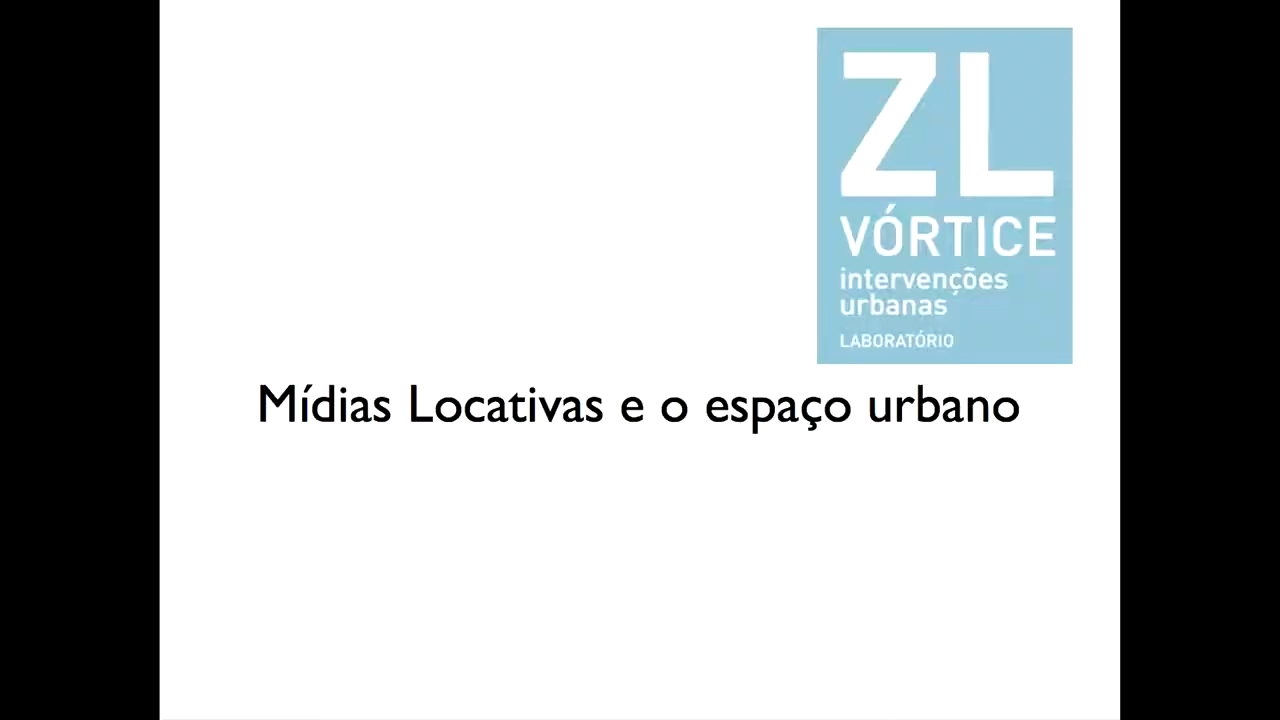 ZL
VÓRTICE
intervenções
urbanas
LABORATÓRIO
Mídias Locativas e o espaço urbano